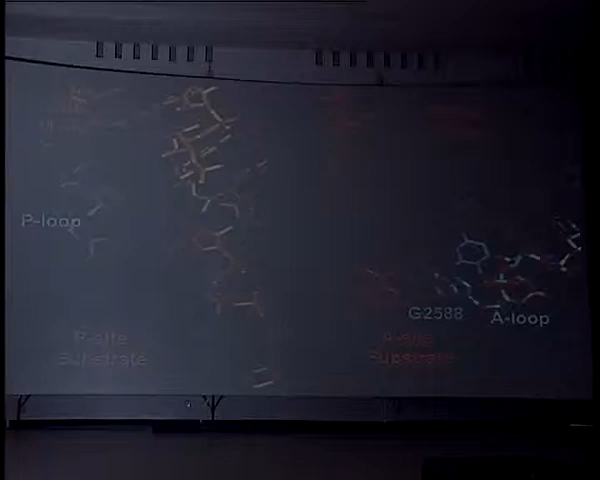 P-loop
G2588
A-loop
P-site
Substrate
A-site
Substrate